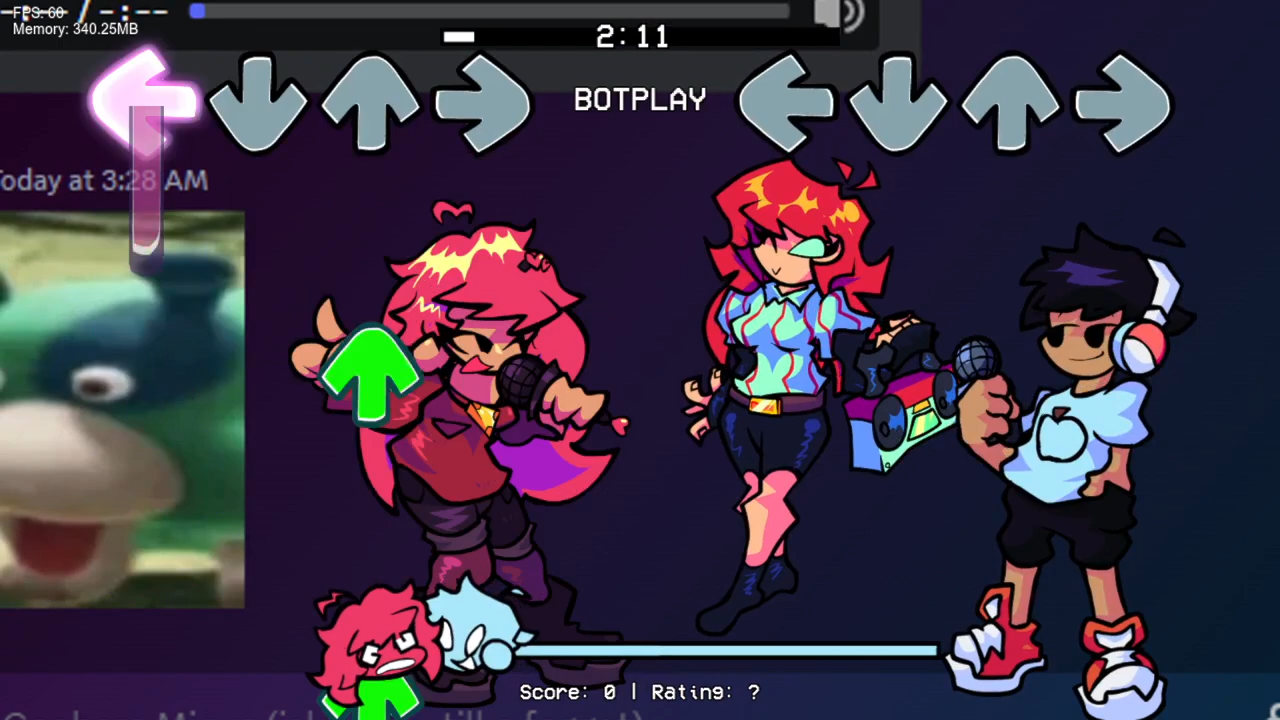 FPS: 60
Memory: 340.25MB
-:-- / -:--
2:11
BOTPLAY
Today at 3:28 AM
Score: 0 | Rating: ?